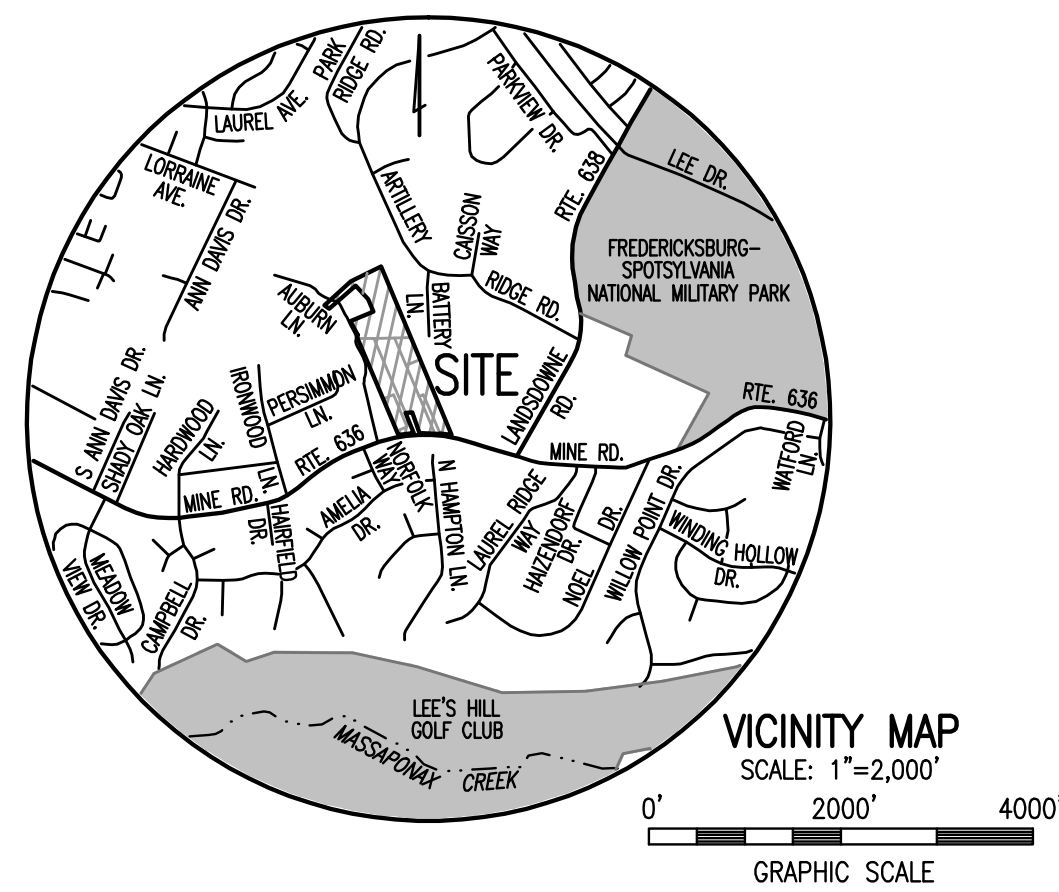 PARK
RIDGE RD.
LAUREL AVE.
PARKVIEW DR.
LORRAINE
AVE.
ARTILLERY
RTE. 638
LEE DR.
ANN DAVIS DR.
CAISSON
WAY
FREDERICKSBURG-
SPOTSYLVANIA
NATIONAL MILITARY PARK
AUBURN
LN.
BATTERY
LN.
RIDGE RD.
SITE
S ANN DAVIS DR.
SHADY OAK LN.
HARDWOOD
LN.
IRONWOOD
LN.
PERSIMMON
LN.
LANDSDOWNE
RD.
RTE. 636
RTE. 636
MINE RD.
MINE RD.
WATFORD
LN.
NORFOLK
WAY
N HAMPTON LN.
AMELIA
DR.
HAIRFIELD
DR.
LAUREL RIDGE
WAY
HAZENDORF
DR.
NOEL DR.
WILLOW POINT DR.
WINDING HOLLOW
DR.
MEADOW
VIEW DR.
CAMPBELL
DR.
LEE'S HILL
GOLF CLUB
MASSAPONAX CREEK
VICINITY MAP
SCALE: 1"=2,000'
0' 2000' 4000'
GRAPHIC SCALE